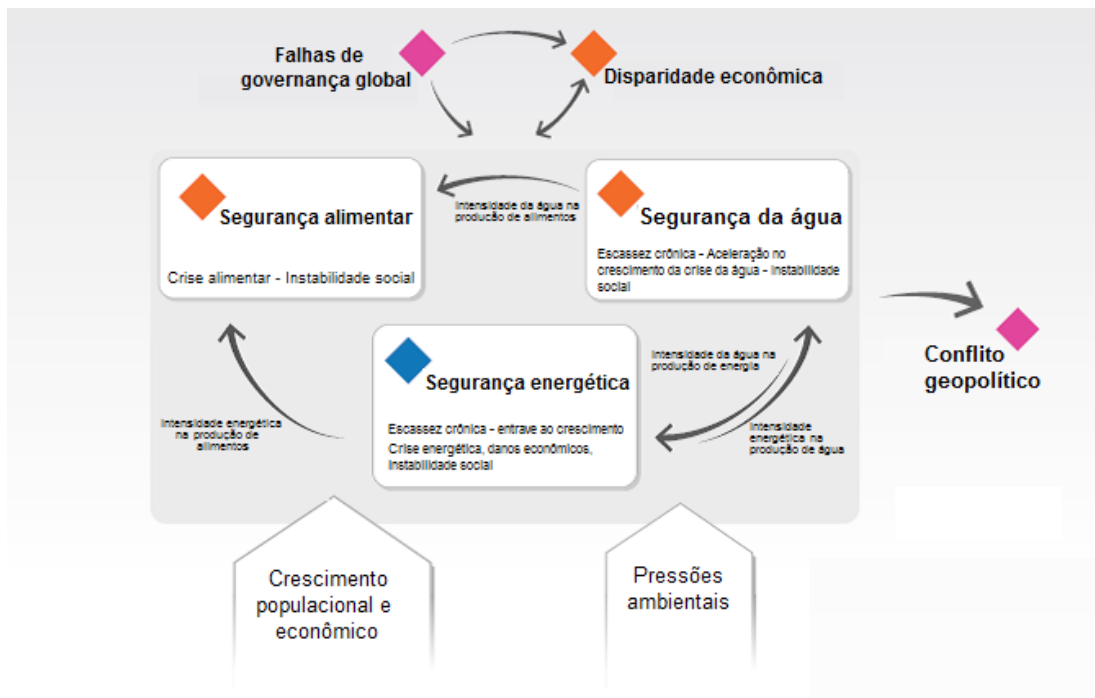 Falhas de
governança global
Disparidade econômica
Segurança alimentar
Crise alimentar - Instabilidade social
Intensidade da água na
produção de alimentos
Segurança da água
Escassez crônica - Aceleração no
crescimento da crise da água - Instabilidade
social
Conflito
geopolítico
Segurança energética
Escassez crônica - entrave ao crescimento
Crise energética, danos econômicos,
Instabilidade social
Intensidade da água na
produção de energia
Intensidade
energética na
produção de água
Intensidade energética
na produção de
alimentos
Crescimento
populacional e
econômico
Pressões
ambientais